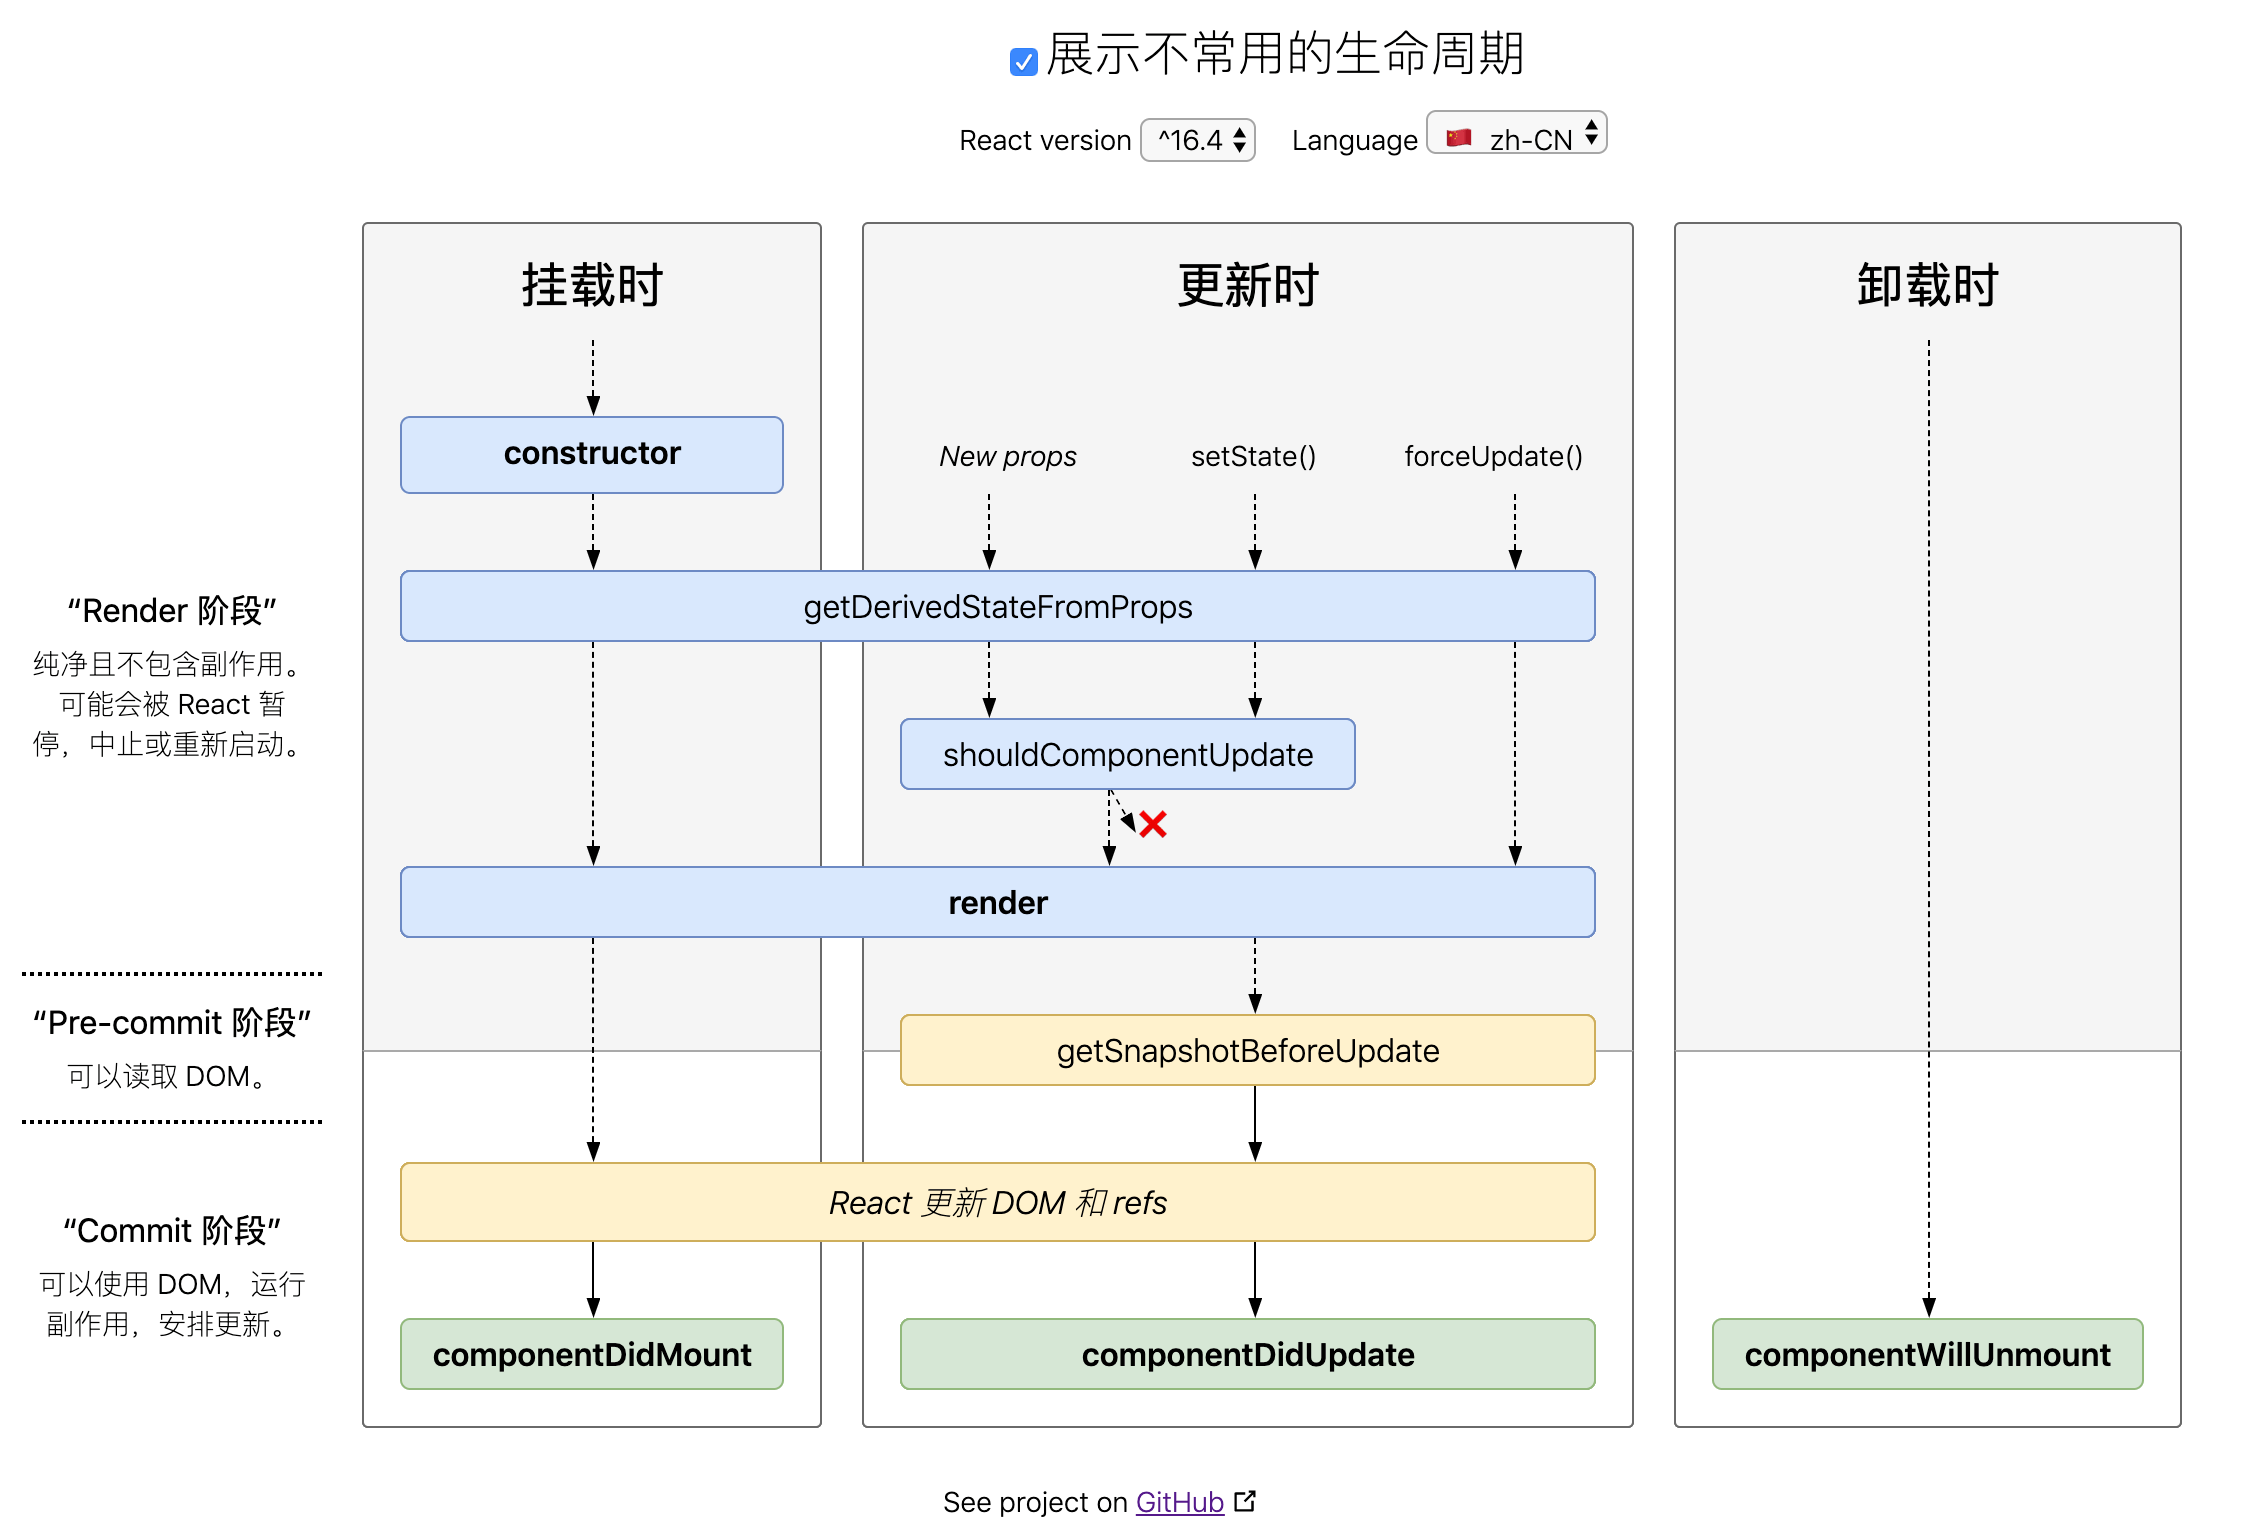 展示不常用的生命周期
React version ^16.4 Language 🇨🇳 zh-CN
挂载时
更新时
卸载时
constructor
New props
setState()
forceUpdate()
getDerivedStateFromProps
“Render 阶段”
纯净且不包含副作用。
可能会被 React 暂
停，中止或重新启动。
shouldComponentUpdate
render
“Pre-commit 阶段”
可以读取 DOM。
getSnapshotBeforeUpdate
React 更新 DOM 和 refs
“Commit 阶段”
可以使用 DOM，运行
副作用，安排更新。
componentDidMount
componentDidUpdate
componentWillUnmount
See project on GitHub